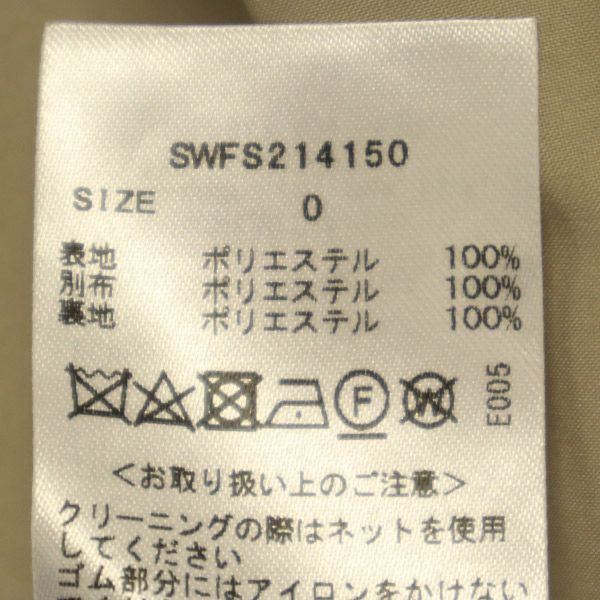 SWFS214150
SIZE 0
表地 ポリエステル 100%
別布 ポリエステル 100%
裏地 ポリエステル 100%
F W E005
<お取り扱い上のご注意>
クリーニングの際はネットを使用
してください
ゴム部分にはアイロンをかけない